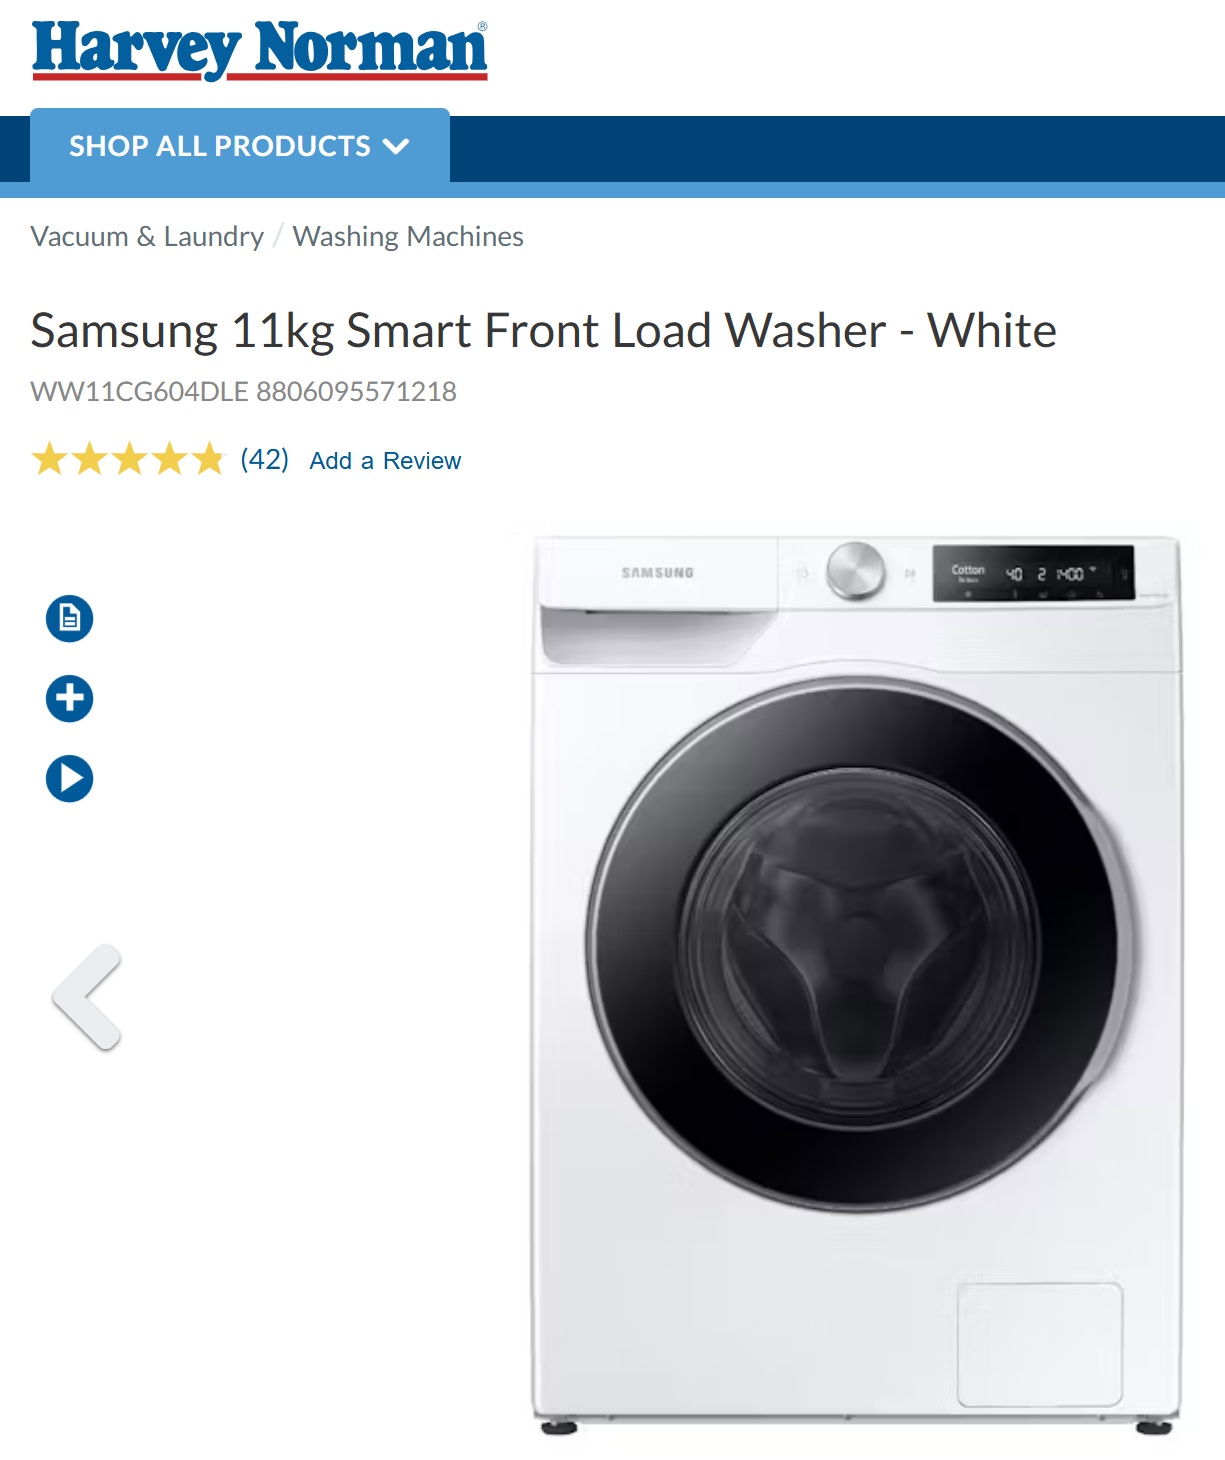 Harvey Norman®
SHOP ALL PRODUCTS
Vacuum & Laundry / Washing Machines
Samsung 11kg Smart Front Load Washer - White
WW11CG604DLE 8806095571218
(42) Add a Review
SAMSUNG
Cotton 40 2 1400